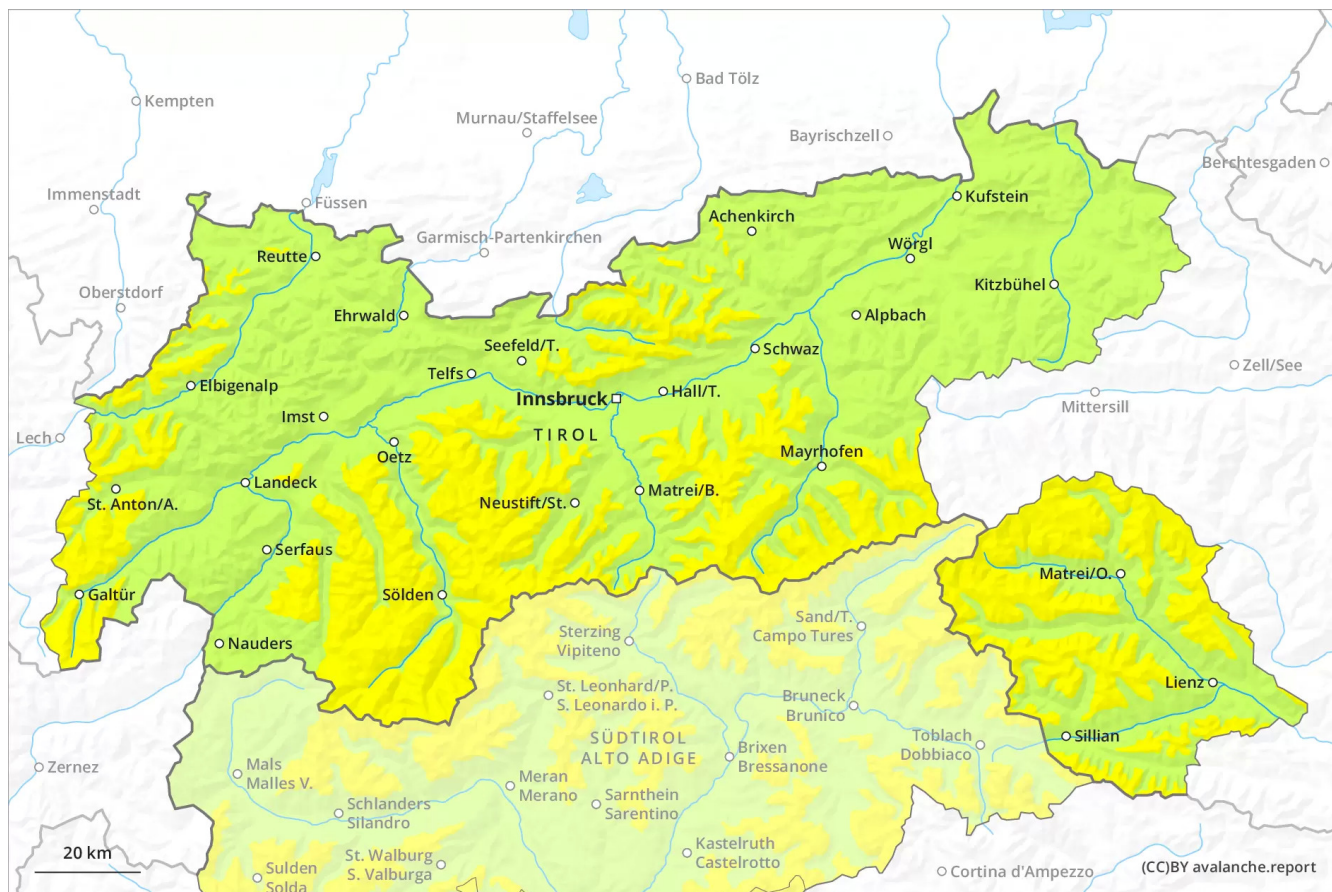 Bad Tölz
Kempten
Murnau/Staffelsee
Bayrischzell
Berchtesgaden
Immenstadt
Füssen
Kufstein
Achenkirch
Garmisch-Partenkirchen
Wörgl
Reutte
Oberstdorf
Kitzbühel
Ehrwald
Alpbach
Seefeld/T.
Schwaz
Zell/See
Telfs
Elbigenalp
Hall/T.
Innsbruck
Mittersill
Imst
Lech
TIROL
Oetz
Mayrhofen
Landeck
Matrei/B.
St. Anton/A.
Neustift/St.
Serfaus
Matrei/O.
Galtür
Sölden
Sand/T.
Campo Tures
Sterzing
Vipiteno
Nauders
Lienz
St. Leonhard/P.
S. Leonardo i. P.
Bruneck
Brunico
Sillian
SÜDTIROL
ALTO ADIGE
Toblach
Dobbiaco
Brixen
Bressanone
Zernez
Mals
Malles V.
Meran
Merano
Sarnthein
Sarentino
Schlanders
Silandro
Kastelruth
Castelrotto
20 km
St. Walburg
S. Valburga
(CC)BY avalanche.report
Sulden
Solda
Cortina d'Ampezzo